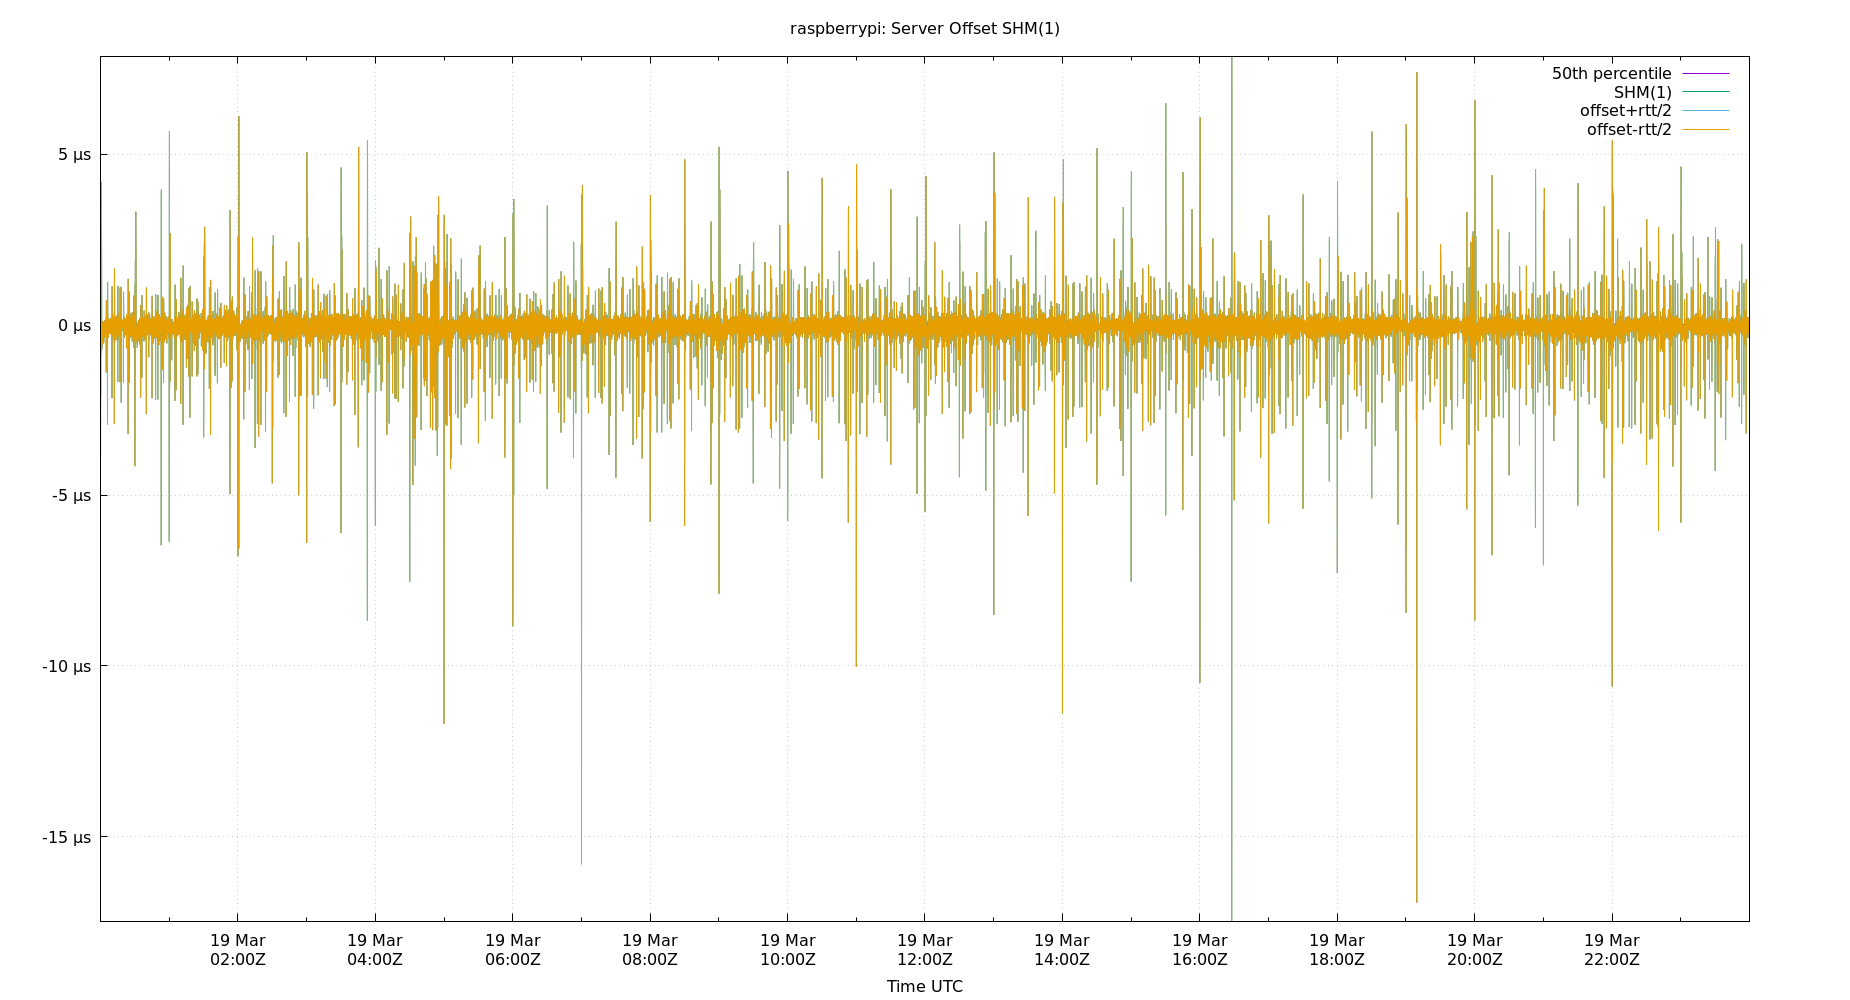 raspberrypi: Server Offset SHM(1)
50th percentile
SHM(1)
offset+rtt/2
offset-rtt/2
5 µs
0 µs
-5 µs
-10 µs
-15 µs
19 Mar 19 Mar 19 Mar 19 Mar 19 Mar 19 Mar 19 Mar 19 Mar 19 Mar 19 Mar 19 Mar
02:00Z 04:00Z 06:00Z 08:00Z 10:00Z 12:00Z 14:00Z 16:00Z 18:00Z 20:00Z 22:00Z
Time UTC